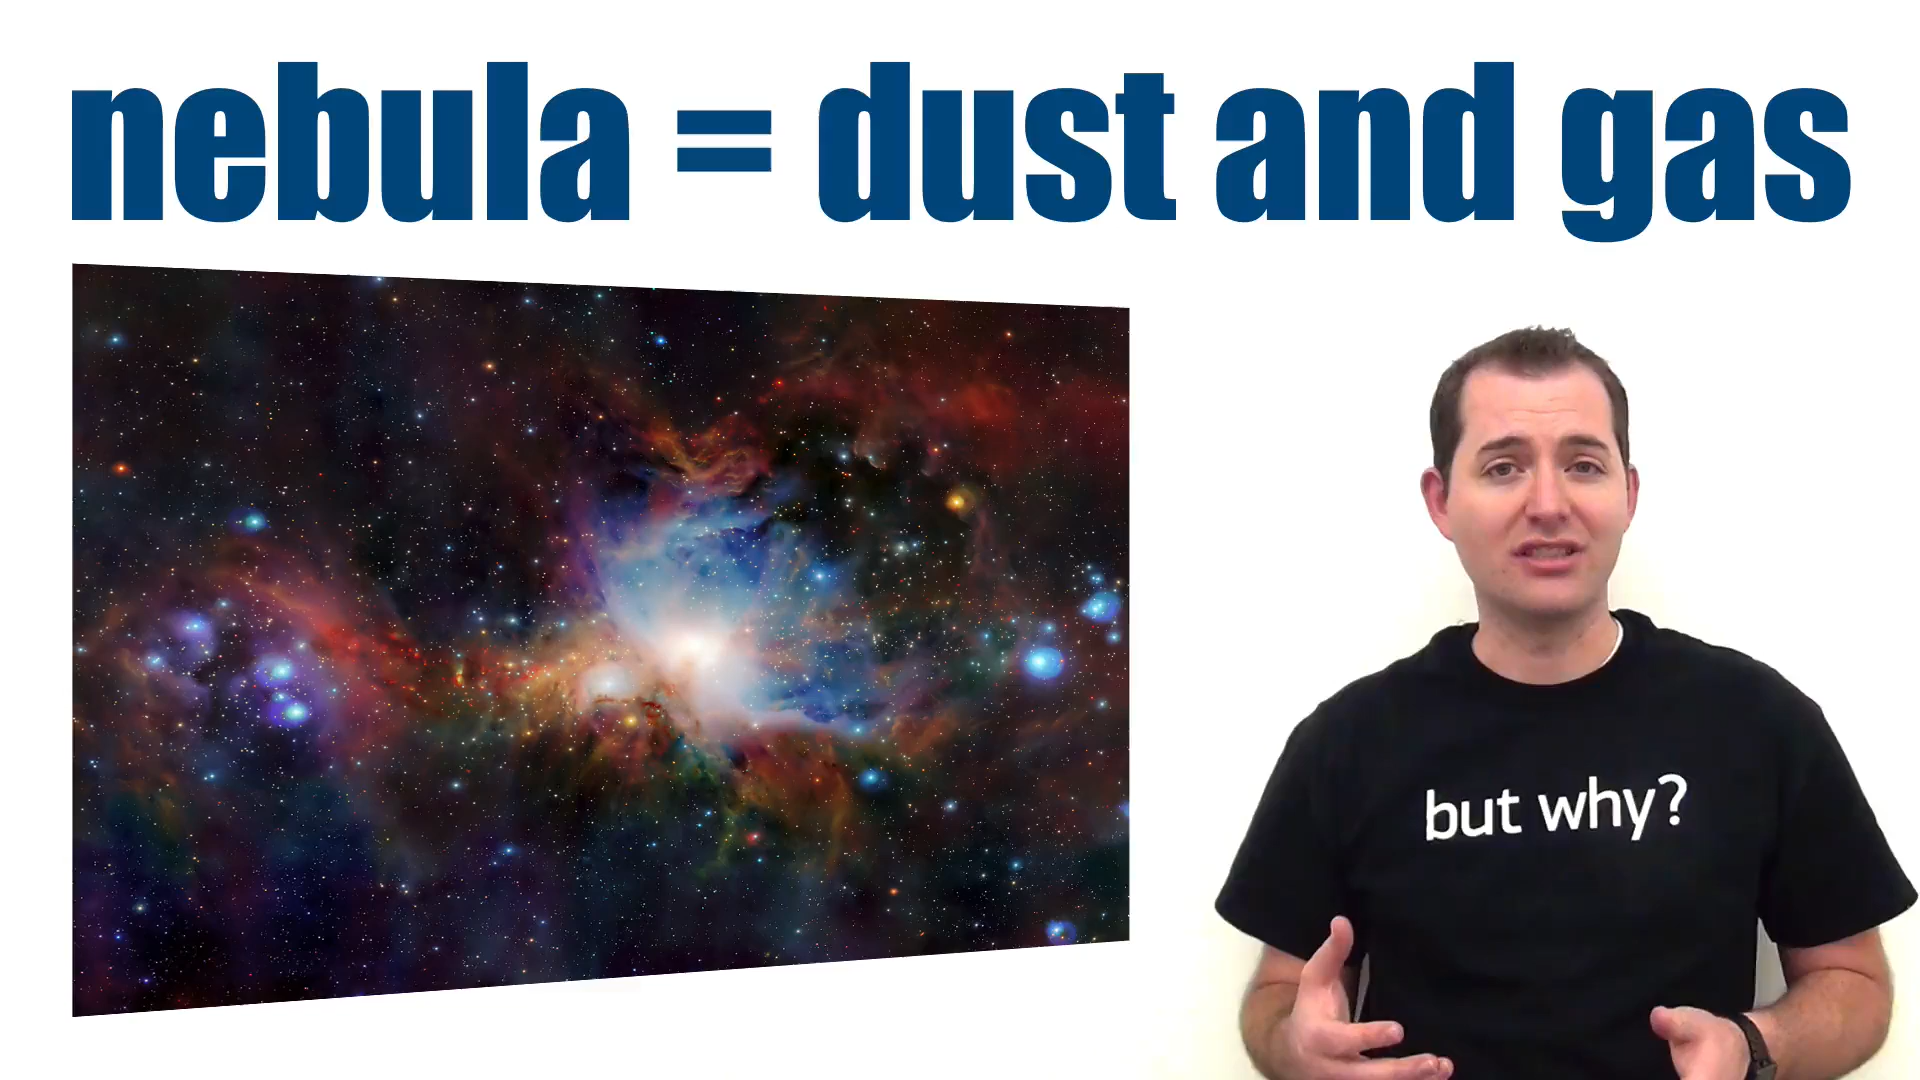 nebula = dust and gas
but why?